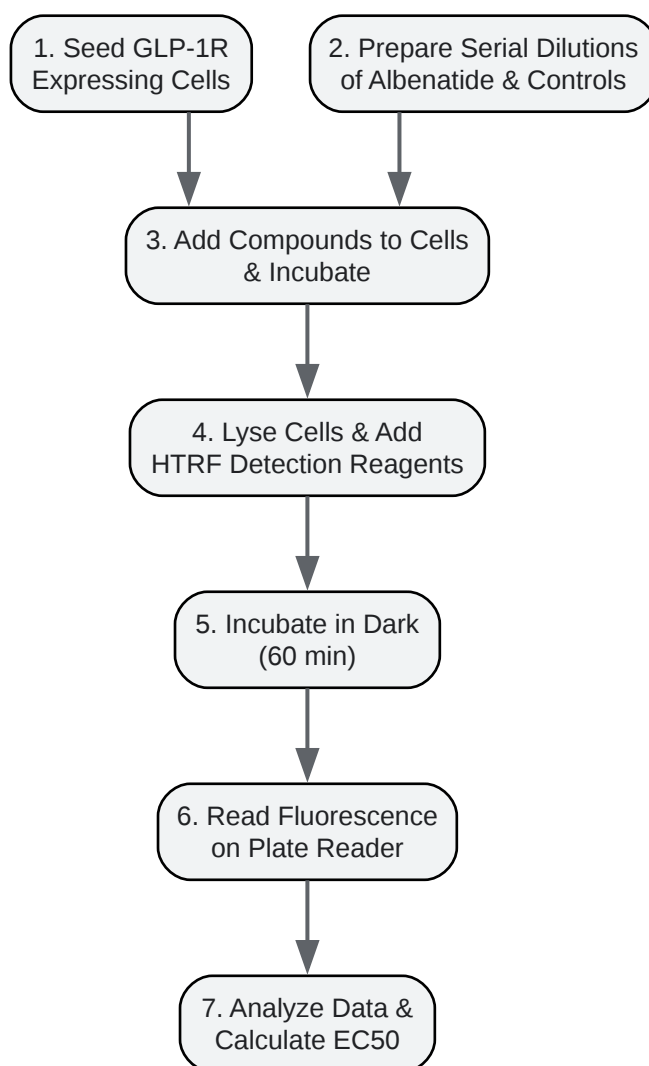 1. Seed GLP-1R
Expressing Cells
2. Prepare Serial Dilutions
of Albenatide & Controls
3. Add Compounds to Cells
& Incubate
4. Lyse Cells & Add
HTRF Detection Reagents
5. Incubate in Dark
(60 min)
6. Read Fluorescence
on Plate Reader
7. Analyze Data &
Calculate EC50